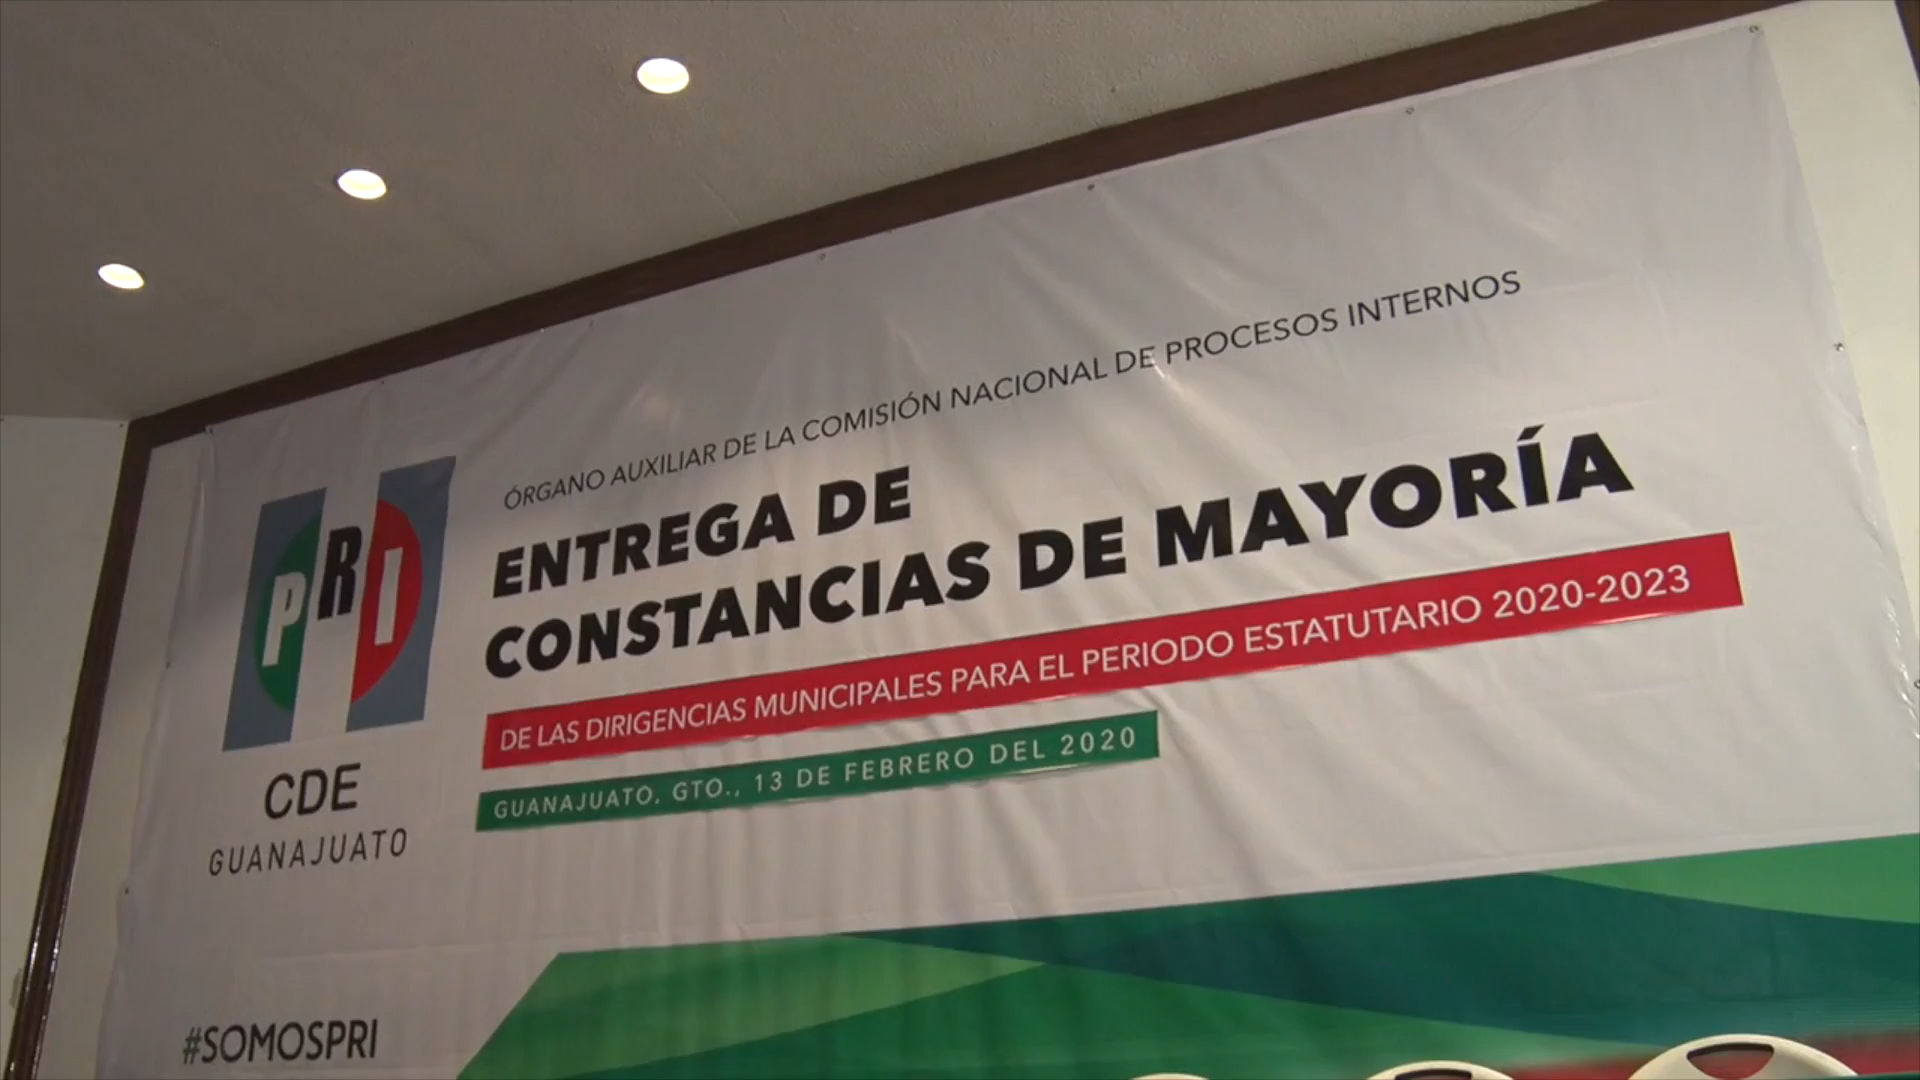 ÓRGANO AUXILIAR DE LA COMISIÓN NACIONAL DE PROCESOS INTERNOS
ENTREGA DE
CONSTANCIAS DE MAYORÍA
DE LAS DIRIGENCIAS MUNICIPALES PARA EL PERIODO ESTATUTARIO 2020-2023
GUANAJUATO, GTO., 13 DE FEBRERO DEL 2020
PRI
CDE
GUANAJUATO
#SOMOSPRI